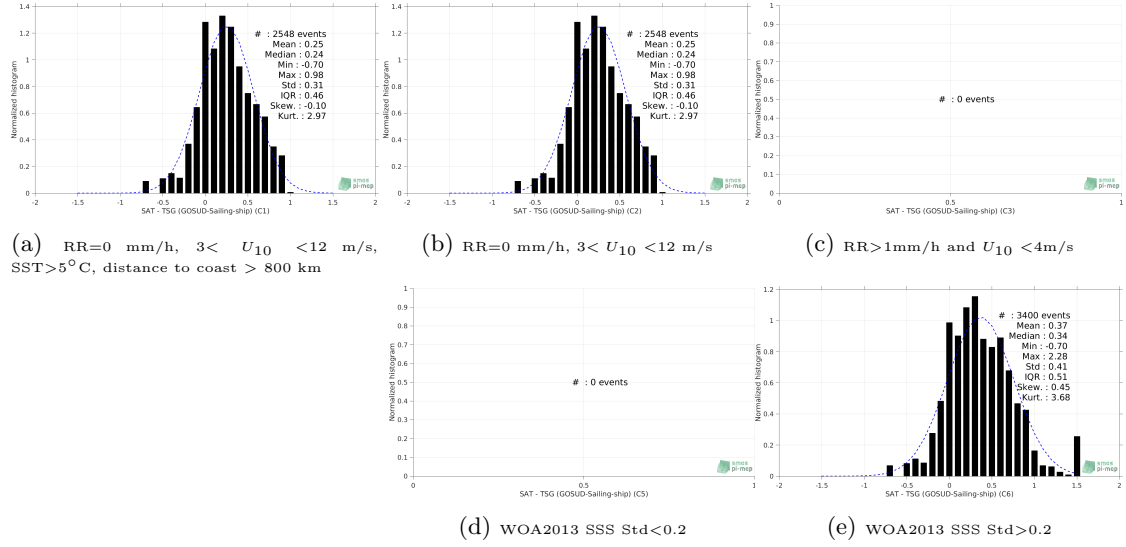 1.4
1.2
1
0.8
0.6
0.4
0.2
0
-2 -1.5 -1 -0.5 0 0.5 1 1.5 2
Normalized histogram
SAT - TSG (GOSUD-Sailing-ship) (C1)
# : 2548 events
Mean : 0.25
Median : 0.24
Min : -0.70
Max : 0.98
Std : 0.31
IQR : 0.46
Skew. : -0.10
Kurt. : 2.97
smos
pi-mep
(a) RR=0 mm/h, 3< U10 <12 m/s,
SST>5°C, distance to coast > 800 km
1.4
1.2
1
0.8
0.6
0.4
0.2
0
-2 -1.5 -1 -0.5 0 0.5 1 1.5 2
Normalized histogram
SAT - TSG (GOSUD-Sailing-ship) (C2)
# : 2548 events
Mean : 0.25
Median : 0.24
Min : -0.70
Max : 0.98
Std : 0.31
IQR : 0.46
Skew. : -0.10
Kurt. : 2.97
smos
pi-mep
(b) RR=0 mm/h, 3< U10 <12 m/s
1
0.9
0.8
0.7
0.6
0.5
0.4
0.3
0.2
0.1
0
0.5 1
Normalized histogram
SAT - TSG (GOSUD-Sailing-ship) (C3)
# : 0 events
smos
pi-mep
(c) RR>1mm/h and U10 <4m/s
1
0.9
0.8
0.7
0.6
0.5
0.4
0.3
0.2
0.1
0
0 0.5 1
Normalized histogram
SAT - TSG (GOSUD-Sailing-ship) (C5)
# : 0 events
smos
pi-mep
(d) WOA2013 SSS Std<0.2
1.2
1
0.8
0.6
0.4
0.2
0
-2 -1.5 -1 -0.5 0 0.5 1 1.5 2
Normalized histogram
SAT - TSG (GOSUD-Sailing-ship) (C6)
# : 3400 events
Mean : 0.37
Median : 0.34
Min : -0.70
Max : 2.28
Std : 0.41
IQR : 0.51
Skew. : 0.45
Kurt. : 3.68
smos
pi-mep
(e) WOA2013 SSS Std>0.2